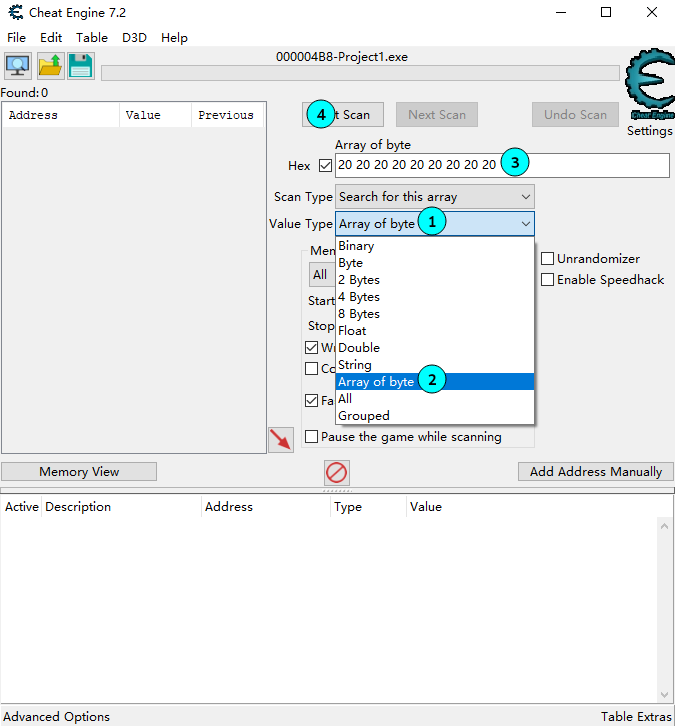 Cheat Engine 7.2
File Edit Table D3D Help
000004B8-Project1.exe
Found: 0
Address Value Previous
4 t Scan Next Scan Undo Scan
Cheat Engine
Settings
Array of byte
Hex 20 20 20 20 20 20 20 20 20 3
Scan Type Search for this array
Value Type Array of byte 1
Binary
Mem
Byte
Unrandomizer
All
2 Bytes
Enable Speedhack
4 Bytes
Start
8 Bytes
Stop
Float
Wr
Double
Co
String
Array of byte 2
Fa
All
Grouped
Pause the game while scanning
Memory View Add Address Manually
Active Description Address Type Value
Advanced Options Table Extras